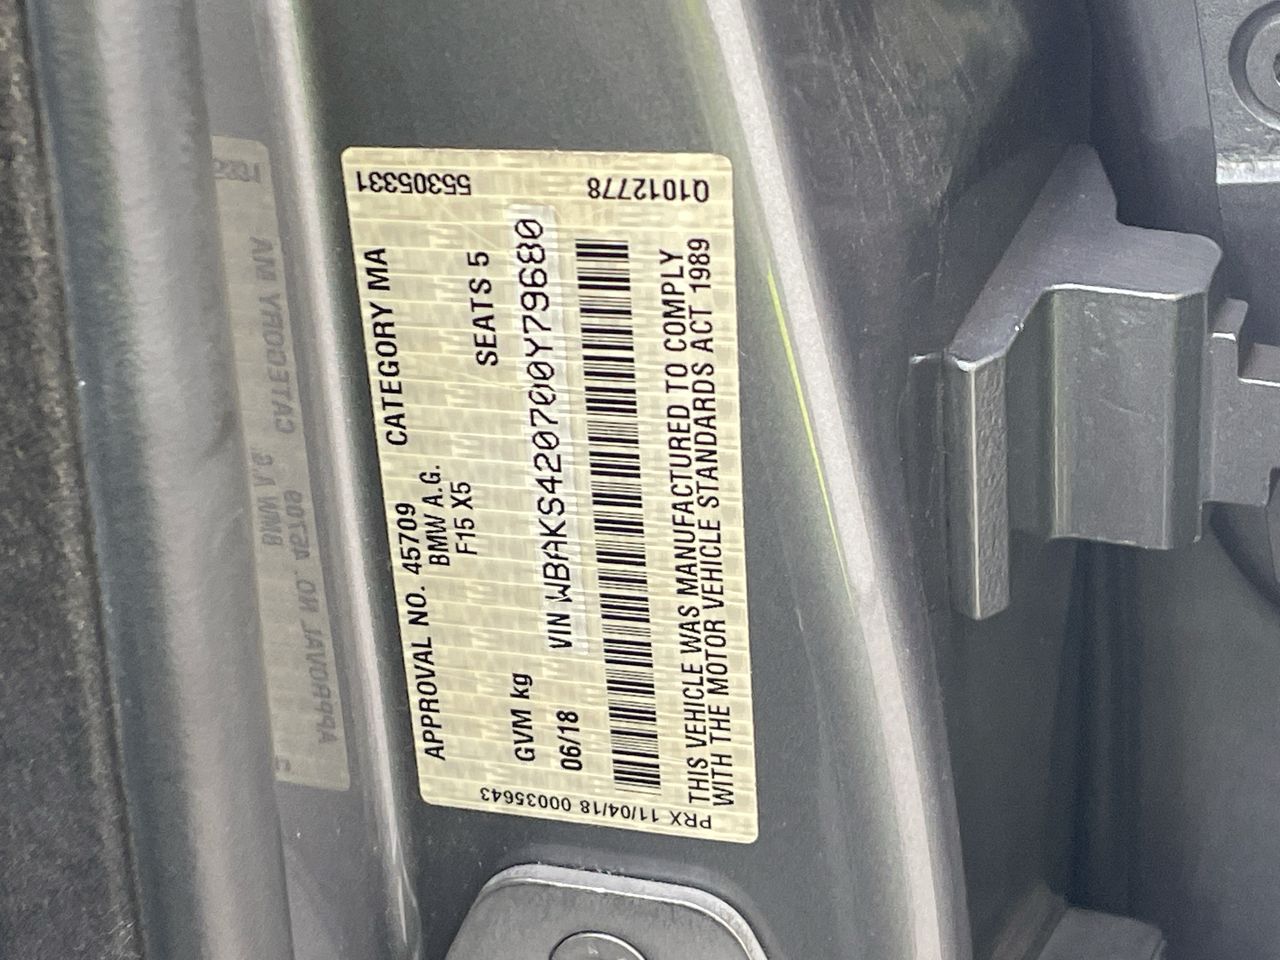 APPROVAL NO. 45709 CATEGORY MA
BMW A.G.
F15 X5
SEATS 5
GVM kg
06/18 VIN WBAKS420700Y79680
THIS VEHICLE WAS MANUFACTURED TO COMPLY
WITH THE MOTOR VEHICLE STANDARDS ACT 1989
PRX 11/04/18 00035643
Q1012778
55305331